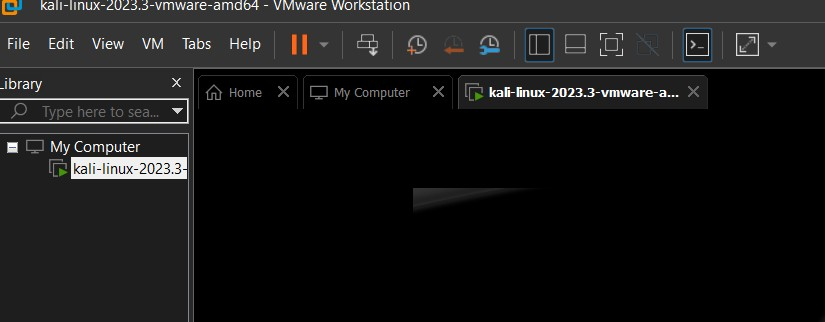 kali-linux-2023.3-vmware-amd64 - VMware Workstation
File Edit View VM Tabs Help
Library X
Type here to sea...
Home
My Computer
kali-linux-2023.3-vmware-a...
My Computer
kali-linux-2023.3-